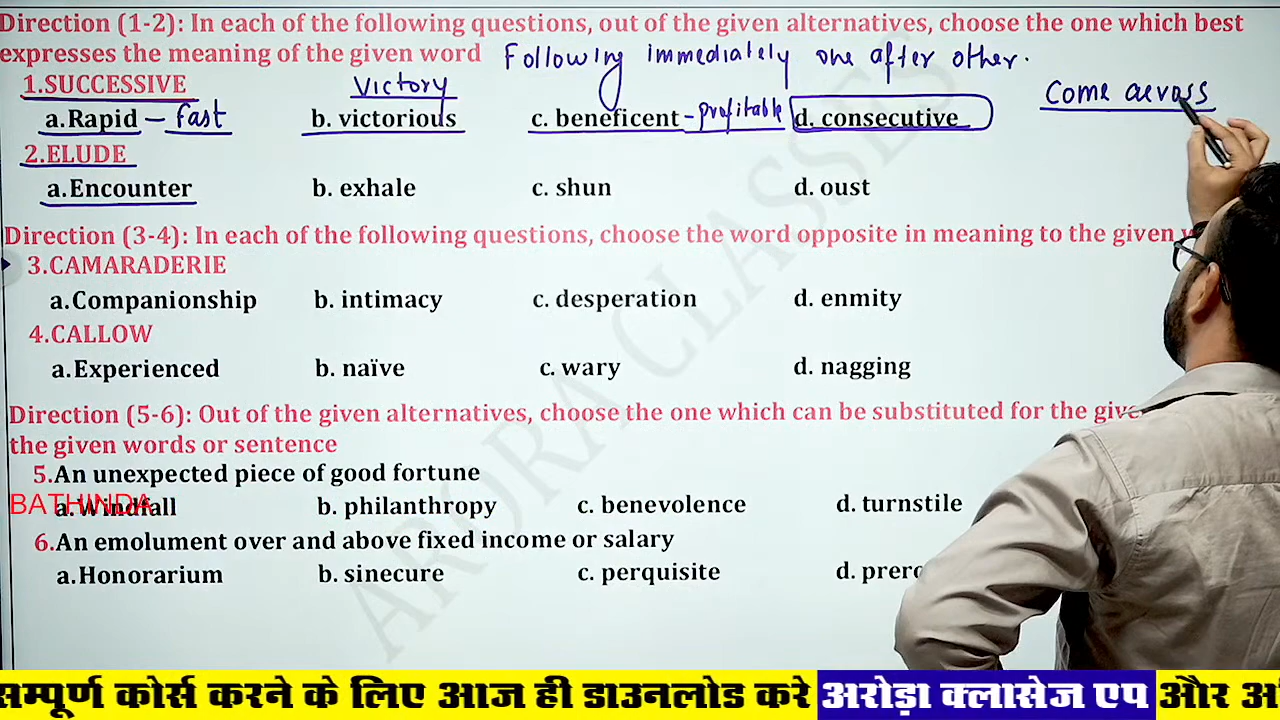 Direction (1-2): In each of the following questions, out of the given alternatives, choose the one which best
expresses the meaning of the given word Following immediately one after other.
1.SUCCESSIVE Victory Come across
a.Rapid – fast b. victorious c. beneficent - profitable d. consecutive
2.ELUDE
a.Encounter b. exhale c. shun d. oust
Direction (3-4): In each of the following questions, choose the word opposite in meaning to the given
3.CAMARADERIE
a.Companionship b. intimacy c. desperation d. enmity
4.CALLOW
a.Experienced b. naïve c. wary d. nagging
Direction (5-6): Out of the given alternatives, choose the one which can be substituted for the
the given words or sentence
5.An unexpected piece of good fortune
BATHINDA
a.Windfall b. philanthropy c. benevolence d. turnstile
6.An emolument over and above fixed income or salary
a.Honorarium b. sinecure c. perquisite d.
ARORA CLASSES
सम्पूर्ण कोर्स करने के लिए आज ही डाउनलोड करे अरोड़ा क्लासेज एप और